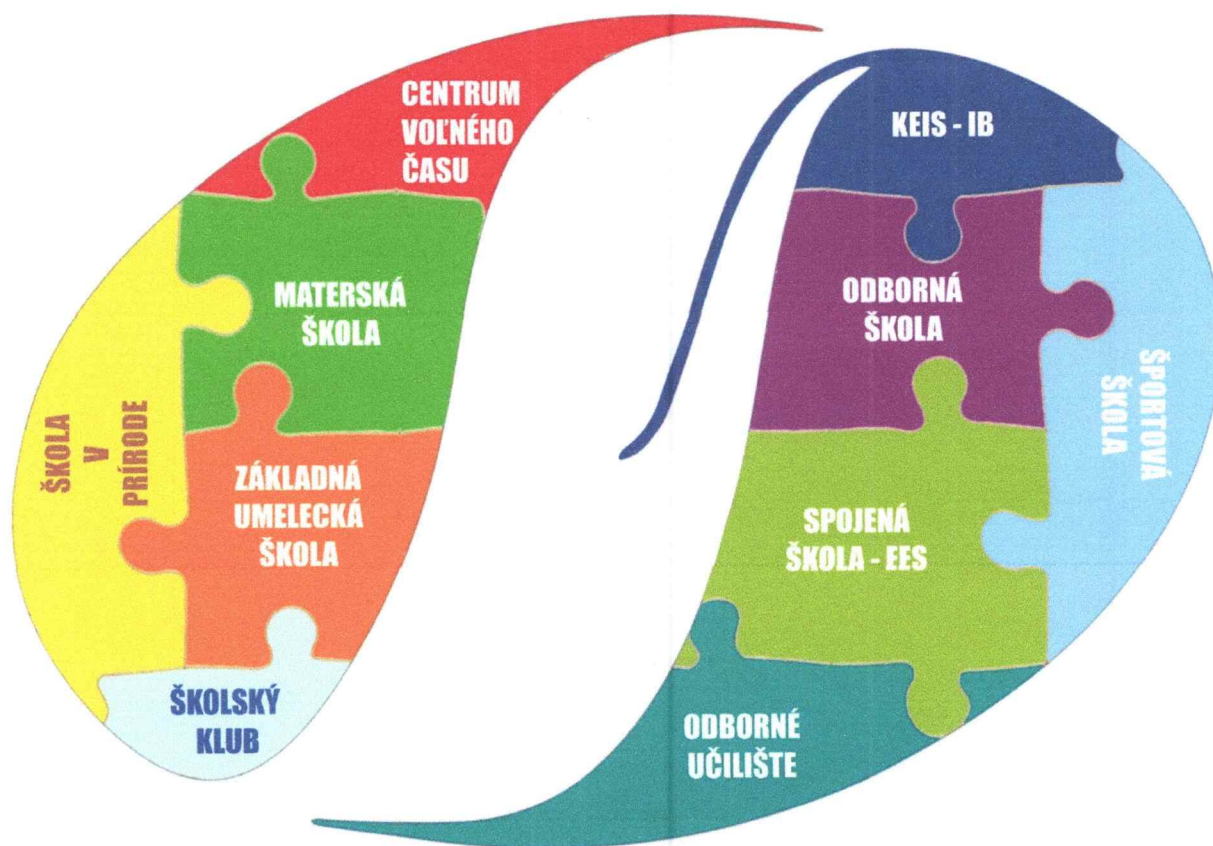 CENTRUM
VOĽNÉHO
ČASU
MATERSKÁ
ŠKOLA
ŠKOLA
V
PRÍRODE
ZÁKLADNÁ
UMELECKÁ
ŠKOLA
ŠKOLSKÝ
KLUB
KEIS - IB
ODBORNÁ
ŠKOLA
ŠPORTOVÁ
ŠKOLA
SPOJENÁ
ŠKOLA - EES
ODBORNÉ
UČILIŠTE